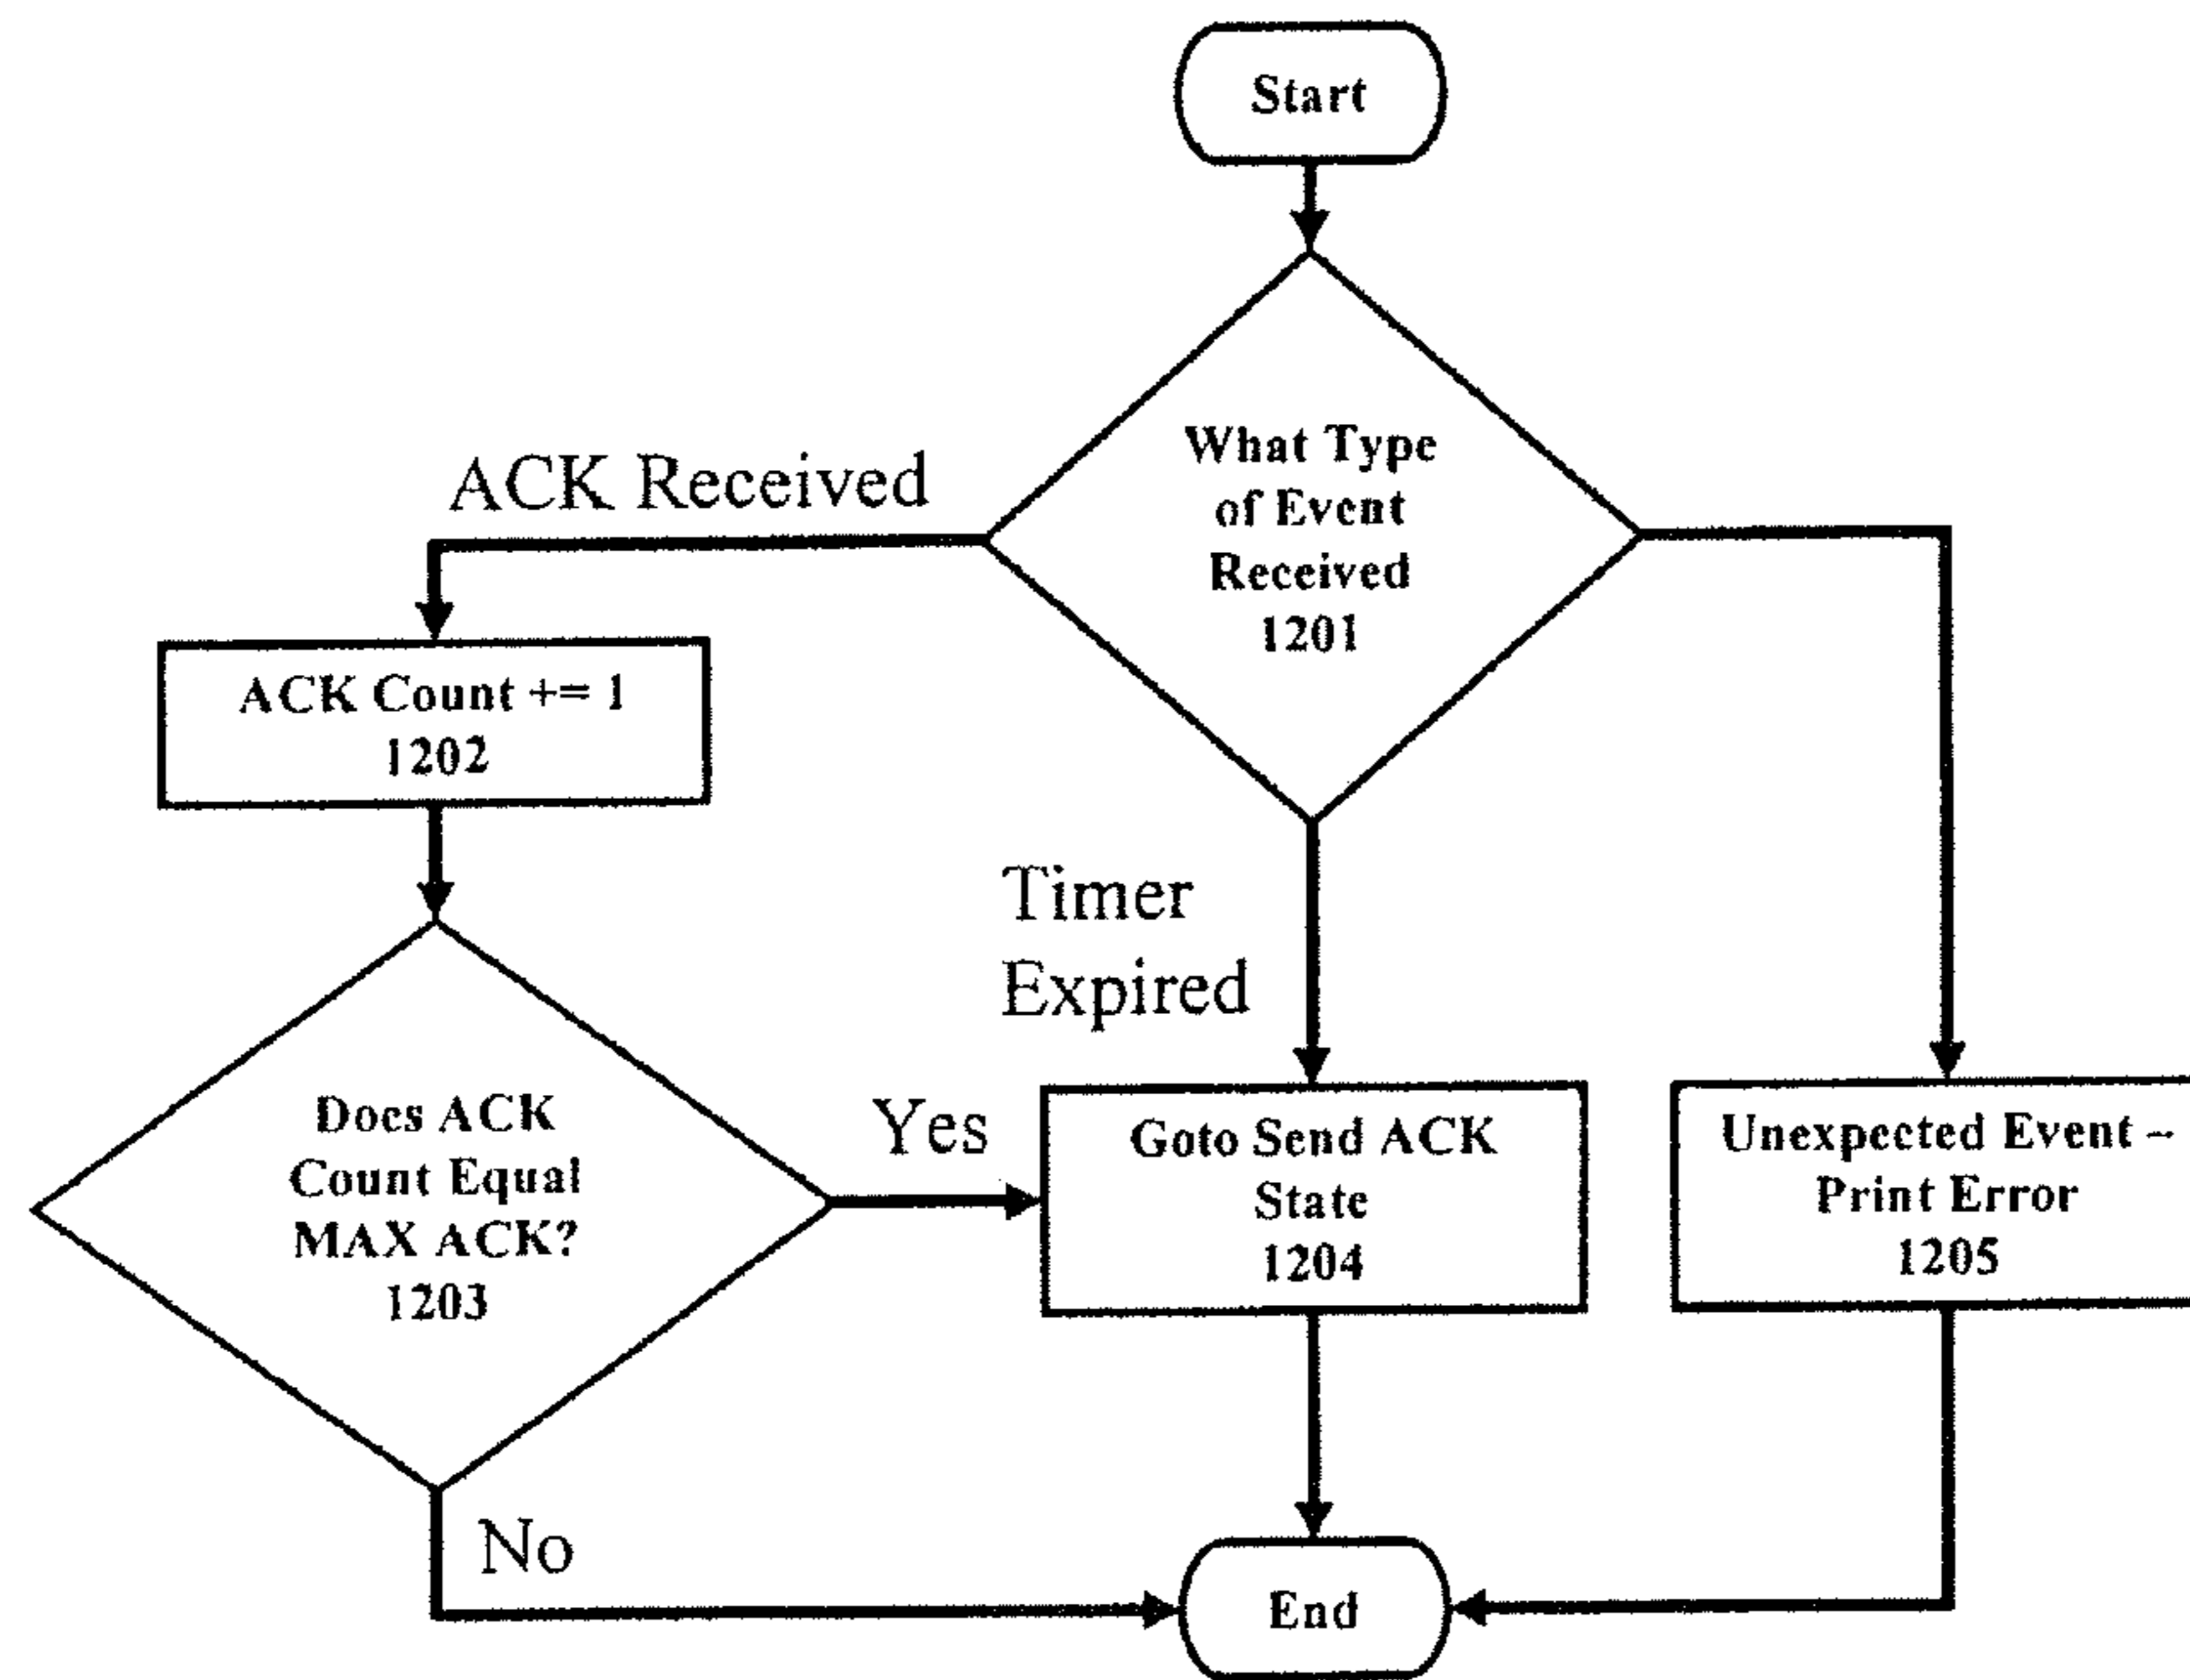 Start
What Type
of Event
Received
1201
ACK Received
ACK Count += 1
1202
Timer
Expired
Does ACK
Count Equal
MAX ACK?
1203
Yes
Goto Send ACK
State
1204
Unexpected Event –
Print Error
1205
No
End